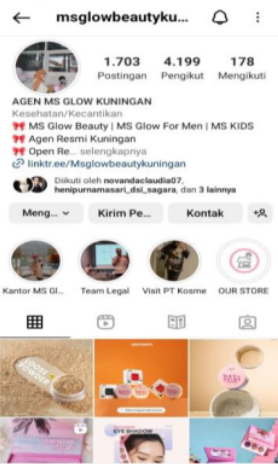 msglowbeautyku...
1.703 4.199 178
Postingan Pengikut Mengikuti
AGEN MS GLOW KUNINGAN
Kesehatan/Kecantikan
🎀 MS Glow Beauty | MS Glow For Men | MS KIDS
🎀 Agen Resmi Kuningan
🎀 Open Re... selengkapnya
linktr.ee/Msglowbeautykuningan
Diikuti oleh novandaclaudia07,
henipurnamasari_dsi_sagara, dan 3 lainnya
Meng... Kirim Pe... Kontak
Kantor MS Gl... Team Legal Visit PT Kosme OUR STORE
LOOSE POWDER
EYE SHADOW